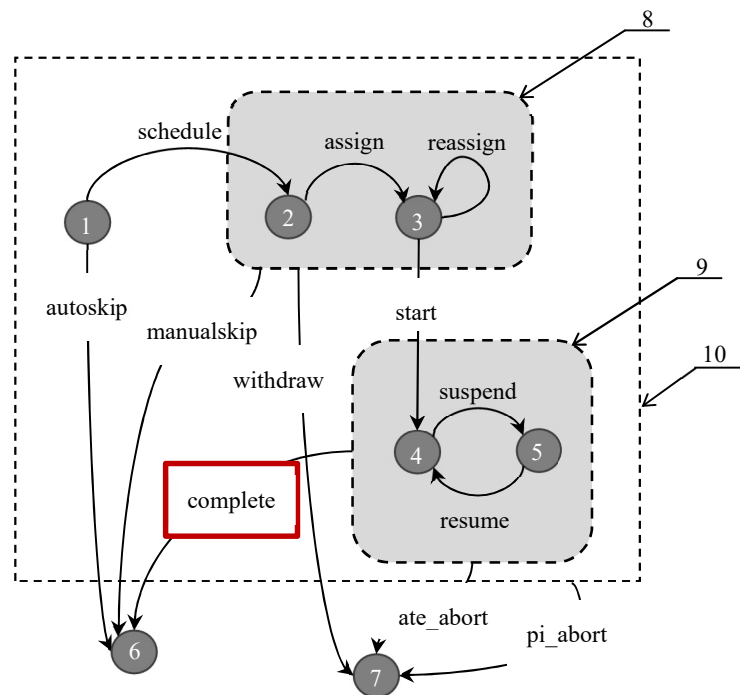 8
schedule
assign
reassign
1
2
3
9
autoskip
manualskip
start
10
withdraw
suspend
4
5
complete
resume
ate_abort
pi_abort
6
7